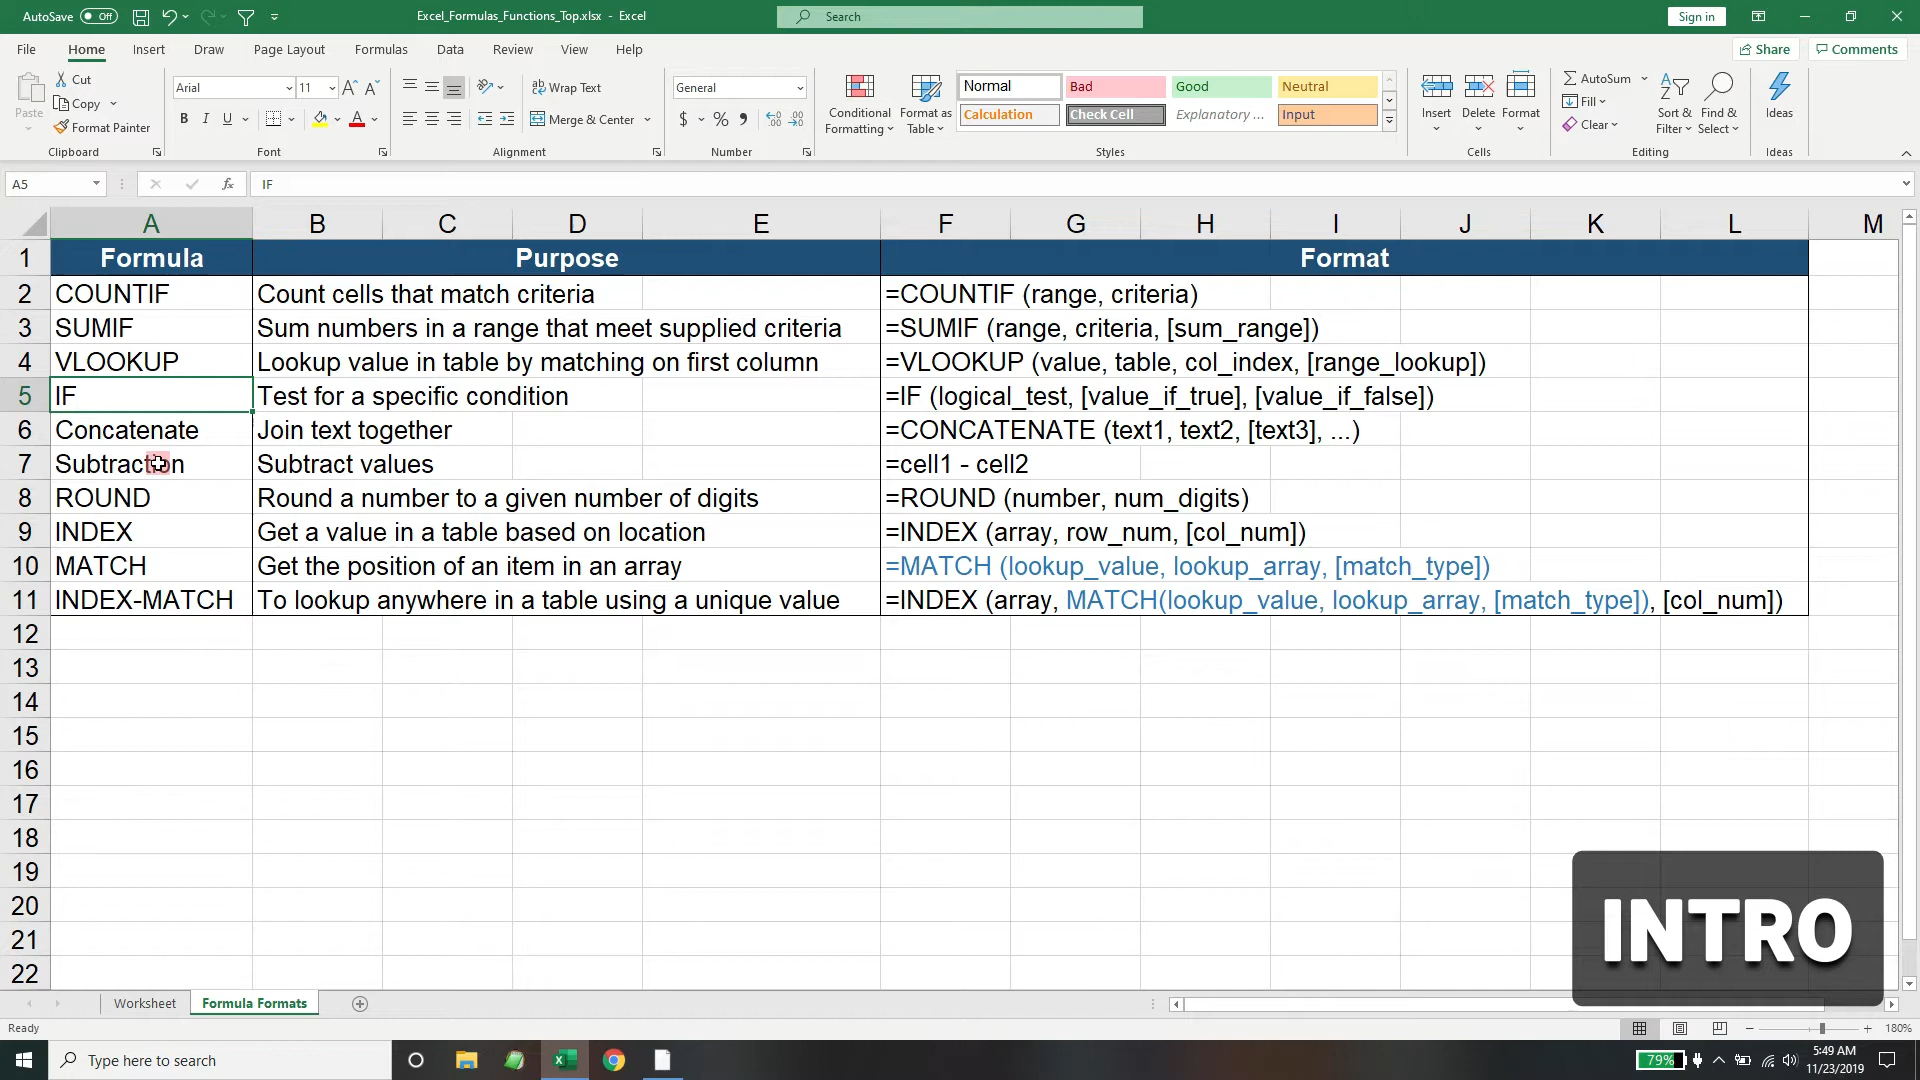 AutoSave Off Excel_Formulas_Functions_Top.xlsx - Excel Search Sign in
File Home Insert Draw Page Layout Formulas Data Review View Help Share Comments
Paste
Cut
Copy
Format Painter
Clipboard
Arial 11
B I U A
Font
Wrap Text
Merge & Center
Alignment
General
$ % 9
Number
Conditional Formatting
Format as Table
Normal Bad Good Neutral
Calculation Check Cell Explanatory ... Input
Styles
Insert Delete Format
Cells
AutoSum
Fill
Clear
Sort & Filter
Find & Select
Editing
Ideas
Ideas
A5 fx IF
A B C D E F G H I J K L M
1 Formula Purpose Format
2 COUNTIF Count cells that match criteria =COUNTIF (range, criteria)
3 SUMIF Sum numbers in a range that meet supplied criteria =SUMIF (range, criteria, [sum_range])
4 VLOOKUP Lookup value in table by matching on first column =VLOOKUP (value, table, col_index, [range_lookup])
5 IF Test for a specific condition =IF (logical_test, [value_if_true], [value_if_false])
6 Concatenate Join text together =CONCATENATE (text1, text2, [text3], ...)
7 Subtraction Subtract values =cell1 - cell2
8 ROUND Round a number to a given number of digits =ROUND (number, num_digits)
9 INDEX Get a value in a table based on location =INDEX (array, row_num, [col_num])
10 MATCH Get the position of an item in an array =MATCH (lookup_value, lookup_array, [match_type])
11 INDEX-MATCH To lookup anywhere in a table using a unique value =INDEX (array, MATCH(lookup_value, lookup_array, [match_type]), [col_num])
12
13
14
15
16
17
18
19
20
21
22
INTRO
Worksheet Formula Formats
Ready 180%
Type here to search 79% 5:49 AM
11/23/2019